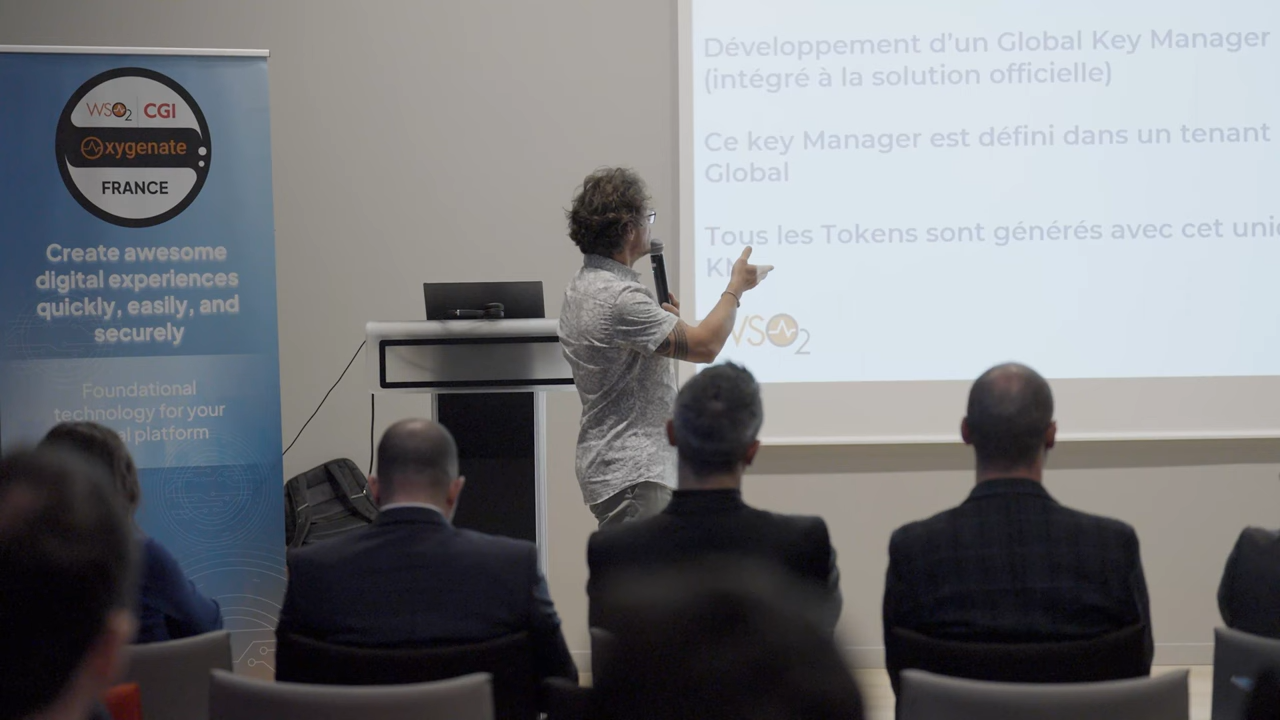 WSO2 | CGI
Oxygenate
FRANCE
Create awesome
digital experiences
quickly, easily, and
securely
Foundational
technology for your
platform
Développement d'un Global Key Manager
(intégré à la solution officielle)
Ce key Manager est défini dans un tenant
Global
Tous les Tokens sont générés avec cet
WSO2